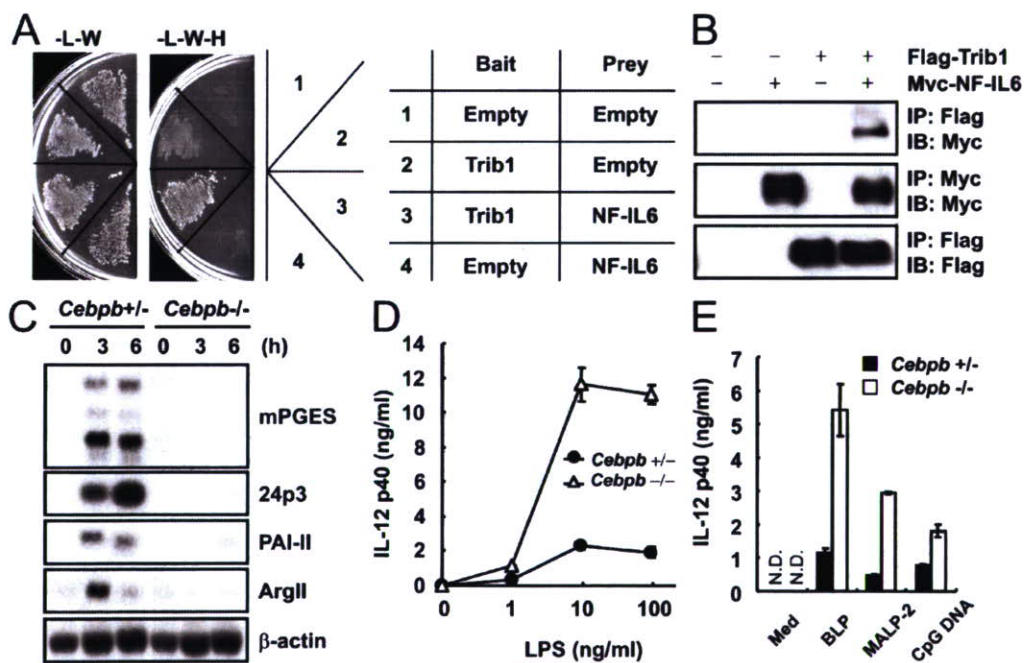 A
-L-W
-L-W-H
1
2
3
4
Bait Prey
1 Empty Empty
2 Trib1 Empty
3 Trib1 NF-IL6
4 Empty NF-IL6
B
– – + + Flag-Trib1
– + – + Myc-NF-IL6
IP: Flag
IB: Myc
IP: Myc
IB: Myc
IP: Flag
IB: Flag
C
Cebpb+/- Cebpb-/-
0 3 6 0 3 6 (h)
mPGES
24p3
PAI-II
ArgII
β-actin
D
IL-12 p40 (ng/ml)
14
12
10
8
6
4
2
0
Cebpb +/–
Cebpb –/–
0 1 10 100
LPS (ng/ml)
E
IL-12 p40 (ng/ml)
7
6
5
4
3
2
1
0
Cebpb +/-
Cebpb -/-
N.D.
N.D.
Med
BLP
MALP-2
CpG DNA